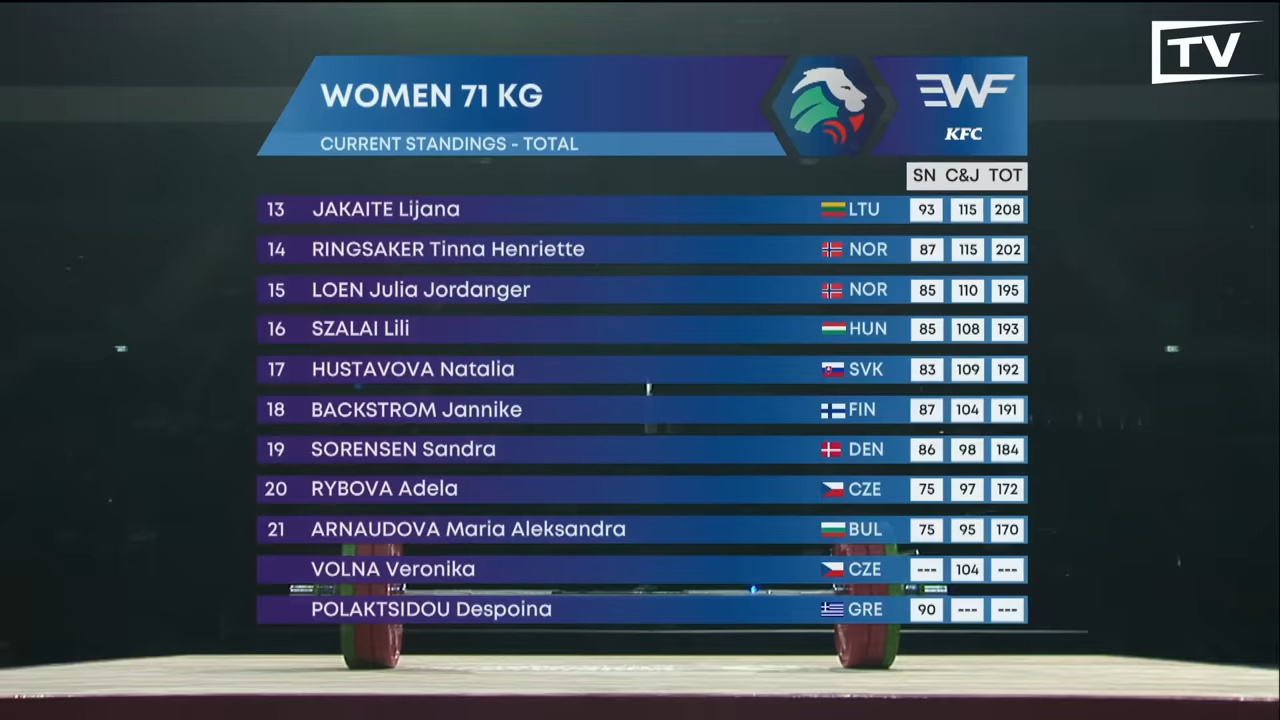 TV
WOMEN 71 KG
EWF
KFC
CURRENT STANDINGS - TOTAL
SN C&J TOT
13 JAKAITE Lijana LTU 93 115 208
14 RINGSAKER Tinna Henriette NOR 87 115 202
15 LOEN Julia Jordanger NOR 85 110 195
16 SZALAI Lili HUN 85 108 193
17 HUSTAVOVA Natalia SVK 83 109 192
18 BACKSTROM Jannike FIN 87 104 191
19 SORENSEN Sandra DEN 86 98 184
20 RYBOVA Adela CZE 75 97 172
21 ARNAUDOVA Maria Aleksandra BUL 75 95 170
VOLNA Veronika CZE --- 104 ---
POLAKTSIDOU Despoina GRE 90 --- ---